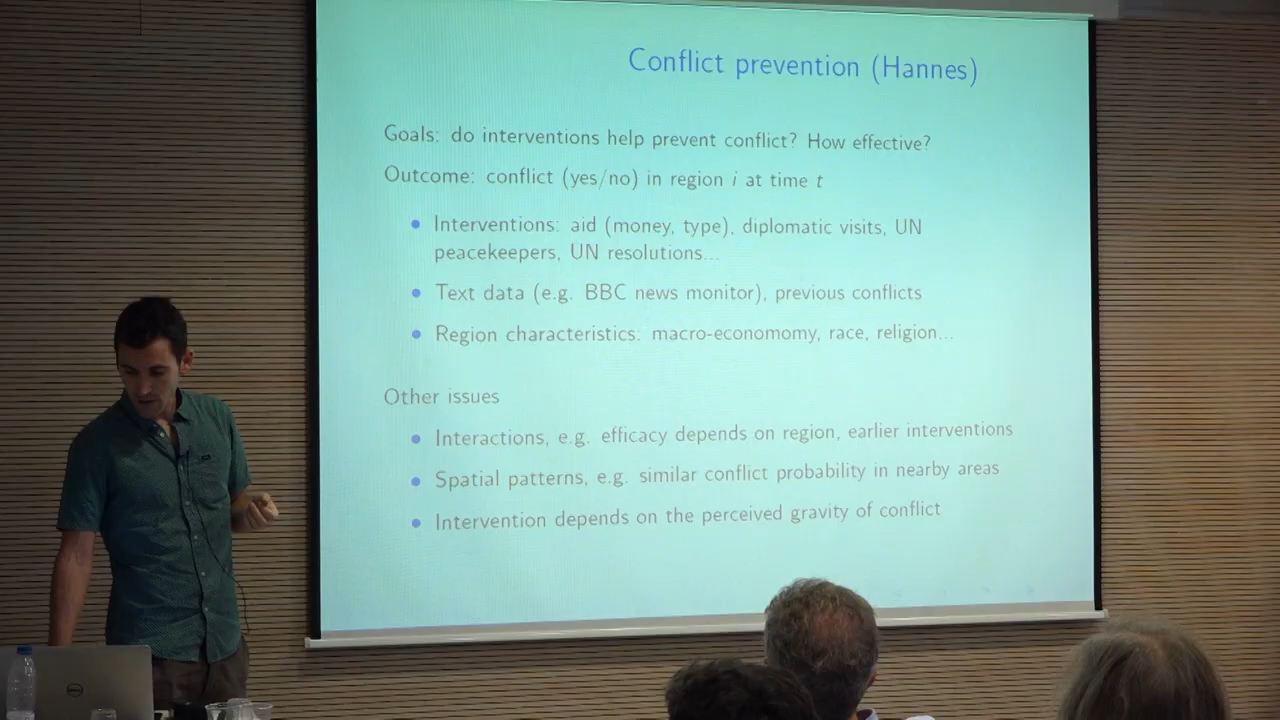 Conflict prevention (Hannes)
Goals: do interventions help prevent conflict? How effective?
Outcome: conflict (yes/no) in region i at time t
Interventions: aid (money, type), diplomatic visits, UN
peacekeepers, UN resolutions...
Text data (e.g. BBC news monitor), previous conflicts
Region characteristics: macro-economomy, race, religion...
Other issues
Interactions, e.g. efficacy depends on region, earlier interventions
Spatial patterns, e.g. similar conflict probability in nearby areas
Intervention depends on the perceived gravity of conflict
DELL